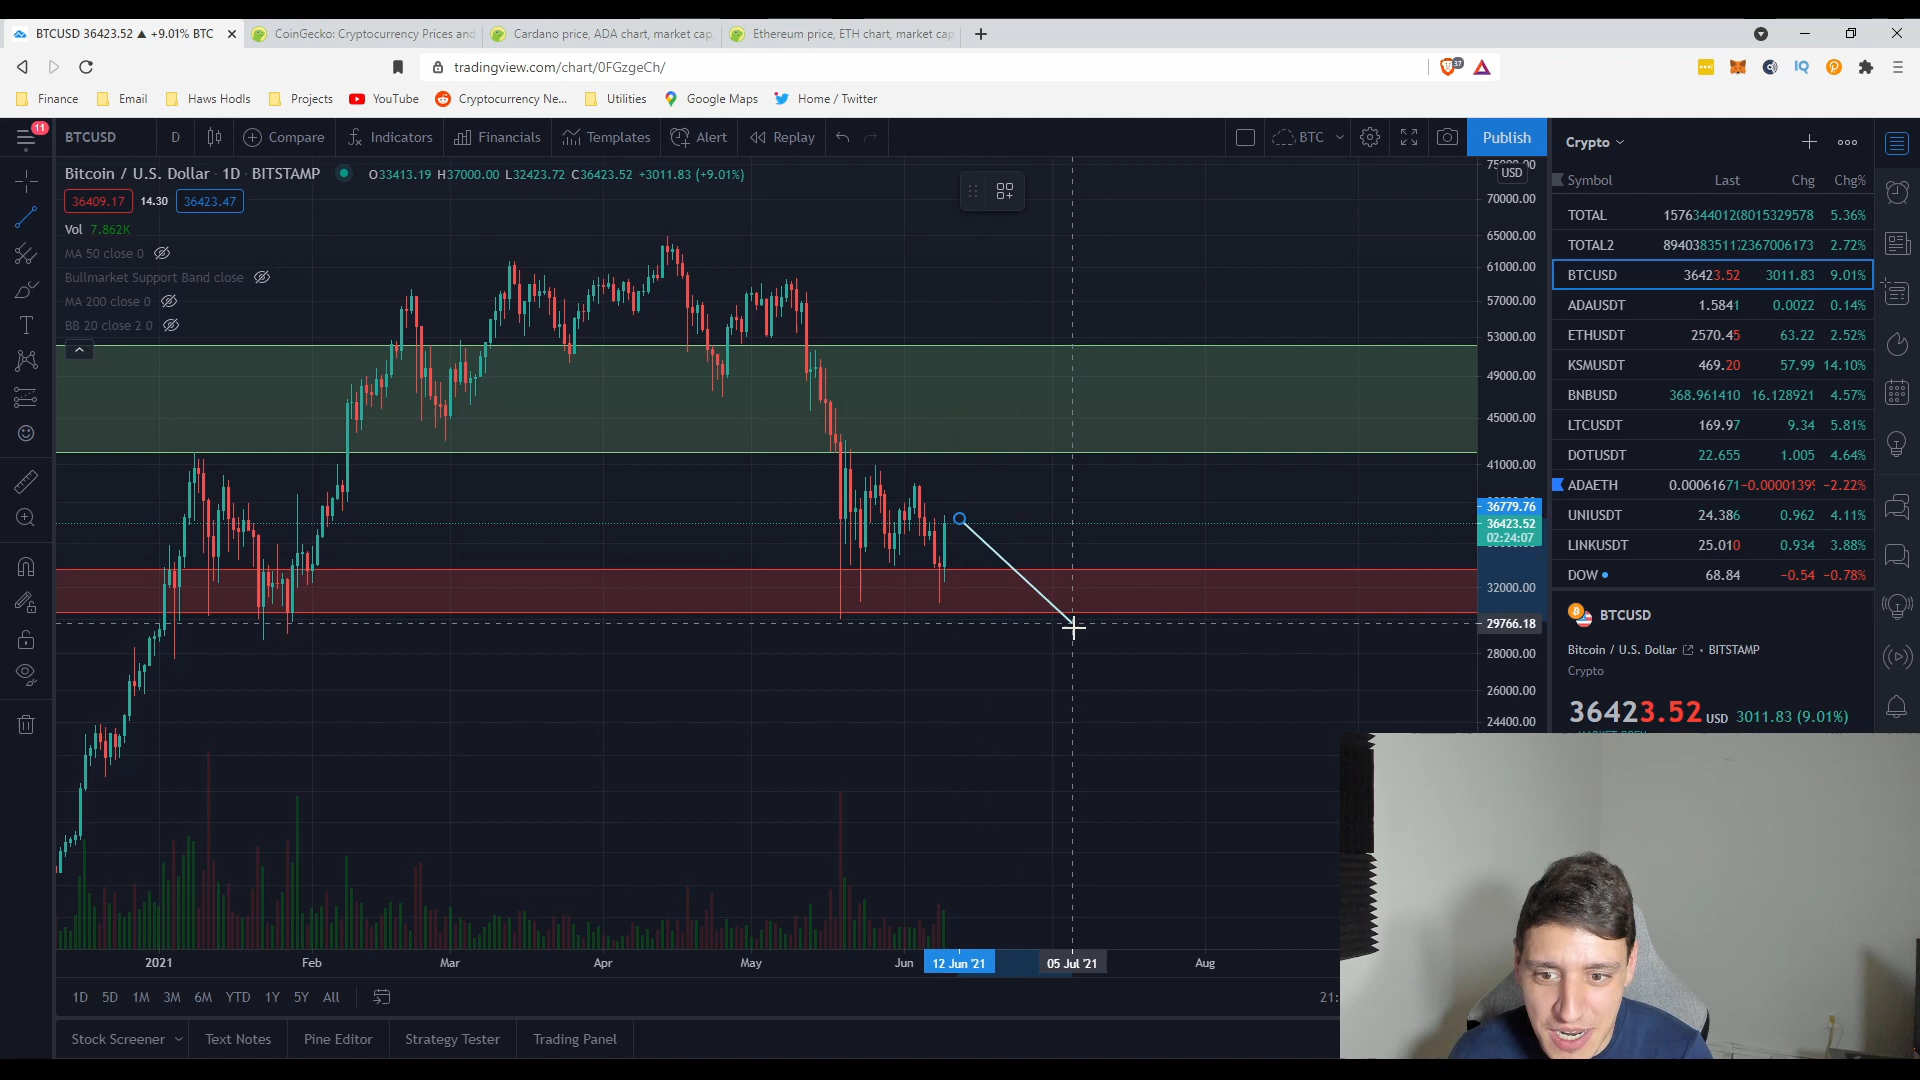 BTCUSD 36423.52 ▲ +9.01% BTC
CoinGecko: Cryptocurrency Prices and
Cardano price, ADA chart, market cap,
Ethereum price, ETH chart, market cap
tradingview.com/chart/0FGzgeCh/
37
Finance Email Haws Hodls Projects YouTube Cryptocurrency Ne... Utilities Google Maps Home / Twitter
11
BTCUSD D Compare Indicators Financials Templates Alert Replay BTC Publish
Bitcoin / U.S. Dollar · 1D · BITSTAMP O33413.19 H37000.00 L32423.72 C36423.52 +3011.83 (+9.01%)
36409.17 14.30 36423.47
Vol 7.862K
MA 50 close 0
Bullmarket Support Band close
MA 200 close 0
BB 20 close 2 0
USD
70000.00
65000.00
61000.00
57000.00
53000.00
49000.00
45000.00
41000.00
36779.76
36423.52
02:24:07
32000.00
29766.18
28000.00
26000.00
24400.00
2021 Feb Mar Apr May Jun 12 Jun '21 05 Jul '21 Aug
1D 5D 1M 3M 6M YTD 1Y 5Y All 21:
Stock Screener Text Notes Pine Editor Strategy Tester Trading Panel
Crypto
Symbol Last Chg Chg%
TOTAL 5.36%
TOTAL2 2.72%
BTCUSD 36423.52 3011.83 9.01%
ADAUSDT 1.5841 0.0022 0.14%
ETHUSDT 2570.45 63.22 2.52%
KSMUSDT 469.20 57.99 14.10%
BNBUSD 368.961410 16.128921 4.57%
LTCUSDT 169.97 9.34 5.81%
DOTUSDT 22.655 1.005 4.64%
ADAETH 0.00061671 −2.22%
UNIUSDT 24.386 0.962 4.11%
LINKUSDT 25.010 0.934 3.88%
DOW 68.84 −0.54 −0.78%
BTCUSD
Bitcoin / U.S. Dollar • BITSTAMP
Crypto
36423.52 USD 3011.83 (9.01%)